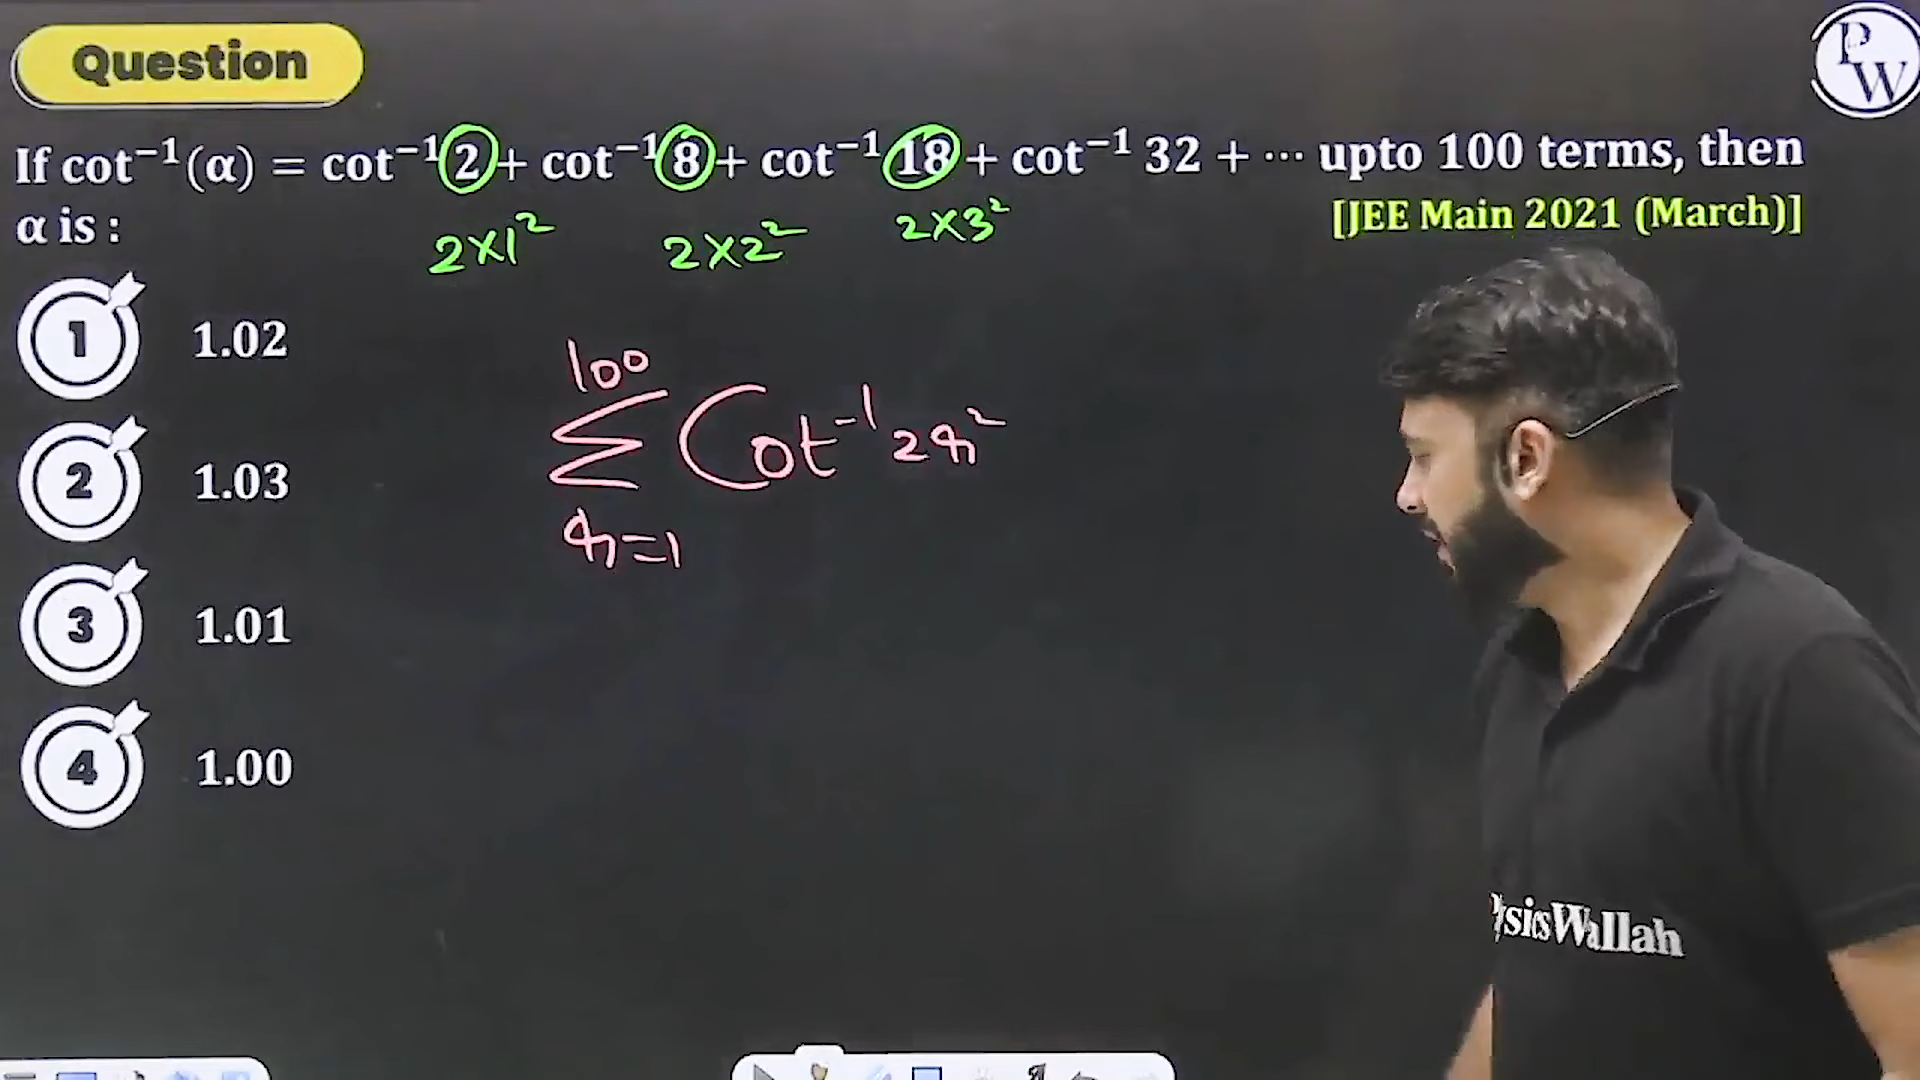 Question
PW
If cot⁻¹(α) = cot⁻¹ 2 + cot⁻¹ 8 + cot⁻¹ 18 + cot⁻¹ 32 + ··· upto 100 terms, then
α is :
[JEE Main 2021 (March)]
2×1² 2×2² 2×3²
1 1.02
2 1.03
3 1.01
4 1.00
100
∑ Cot⁻¹ 2r²
r=1
ysicsWallah